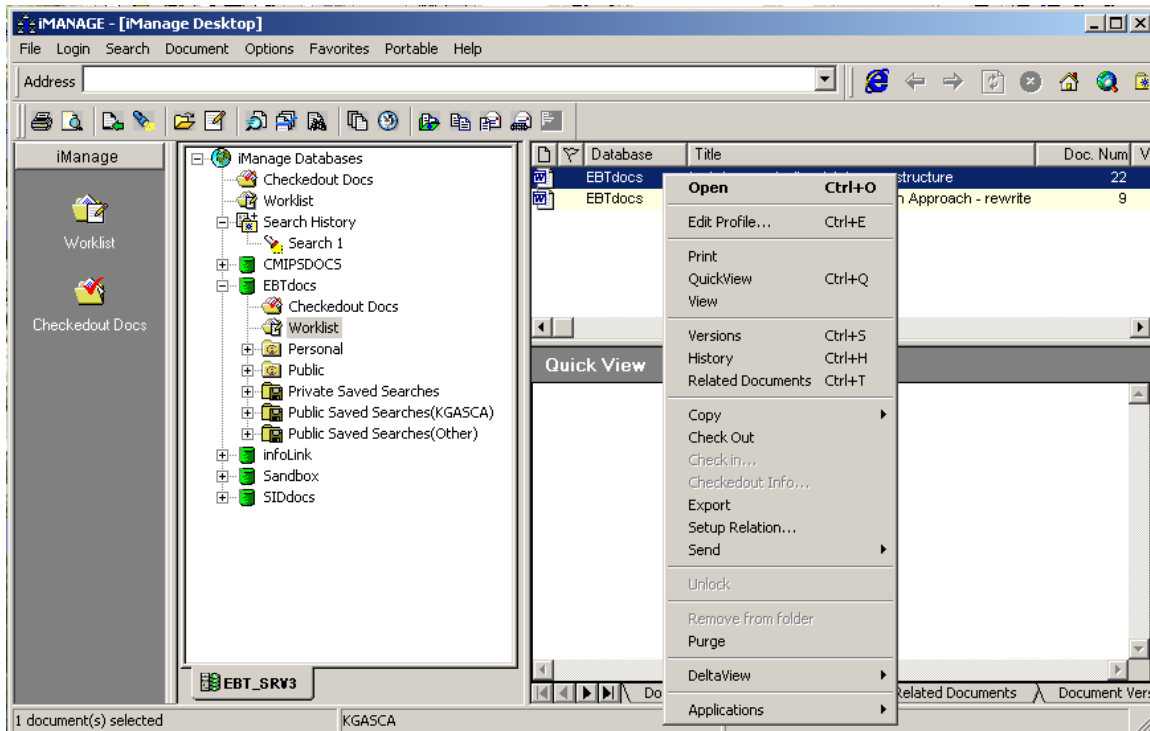 iMANAGE - [iManage Desktop]
File Login Search Document Options Favorites Portable Help
Address
iManage
Worklist
Checkedout Docs
iManage Databases
Checkedout Docs
Worklist
Search History
Search 1
CMIPSDOCS
EBTdocs
Checkedout Docs
Worklist
Personal
Public
Private Saved Searches
Public Saved Searches(KGASCA)
Public Saved Searches(Other)
infoLink
Sandbox
SIDdocs
EBT_SRV3
Database Title Doc. Num V
EBTdocs structure 22
EBTdocs n Approach - rewrite 9
Quick View
Open Ctrl+O
Edit Profile... Ctrl+E
Print
QuickView Ctrl+Q
View
Versions Ctrl+S
History Ctrl+H
Related Documents Ctrl+T
Copy
Check Out
Check in...
Checkedout Info...
Export
Setup Relation...
Send
Unlock
Remove from folder
Purge
DeltaView
Applications
Do Related Documents Document Vers
1 document(s) selected KGASCA